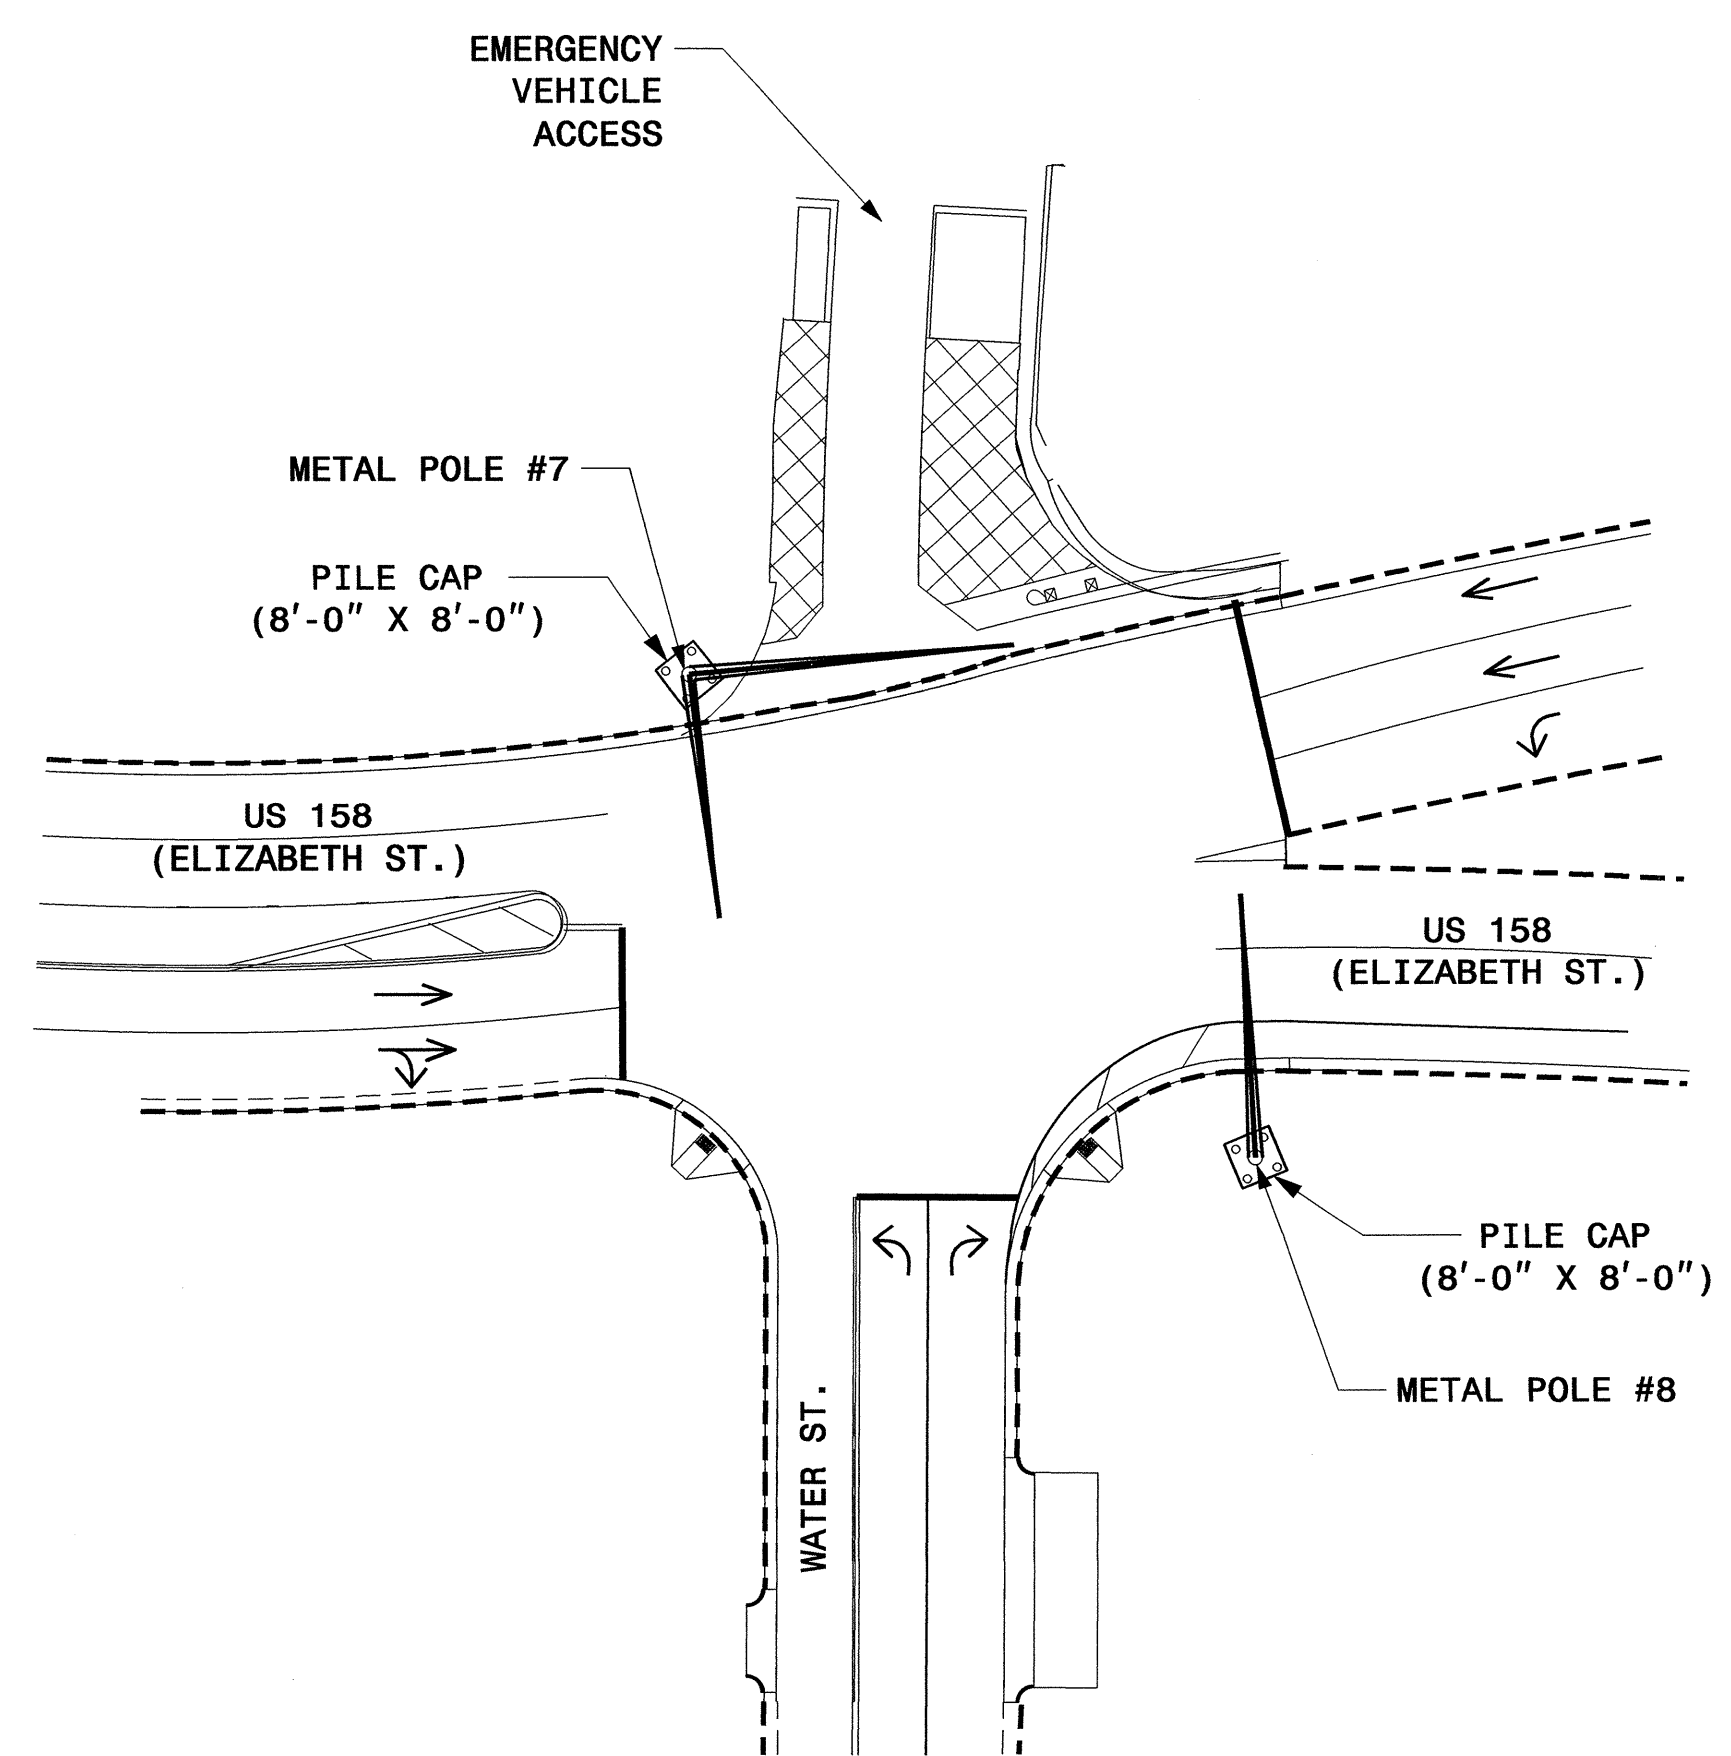 EMERGENCY
VEHICLE
ACCESS
METAL POLE #7
PILE CAP
(8'-0" X 8'-0")
US 158
(ELIZABETH ST.)
US 158
(ELIZABETH ST.)
PILE CAP
(8'-0" X 8'-0")
METAL POLE #8
WATER ST.